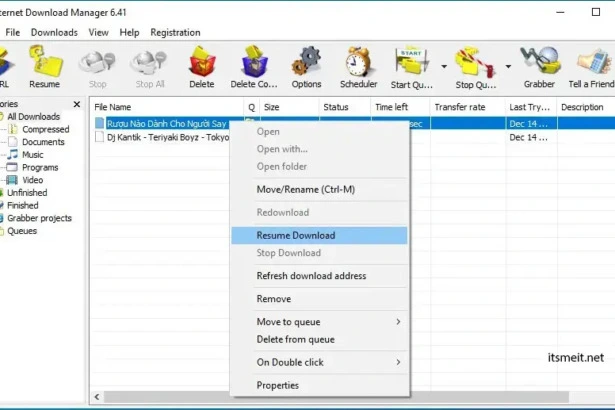 nternet Download Manager 6.41
File Downloads View Help Registration
RL Resume Stop Stop All Delete Delete Co... Options Scheduler Start Qu... Stop Qu... Grabber Tell a Friend
START
ories
All Downloads
Compressed
Documents
Music
Programs
Video
Unfinished
Finished
Grabber projects
Queues
File Name Q Size Status Time left Transfer rate Last Try... Description
Rượu Nào Dành Cho Người Say sec Dec 14 ...
Dj Kantik - Teriyaki Boyz - Tokyo Dec 14 ...
Open
Open with...
Open folder
Move/Rename (Ctrl-M)
Redownload
Resume Download
Stop Download
Refresh download address
Remove
Move to queue
Delete from queue
On Double click
Properties
itsmeit.net